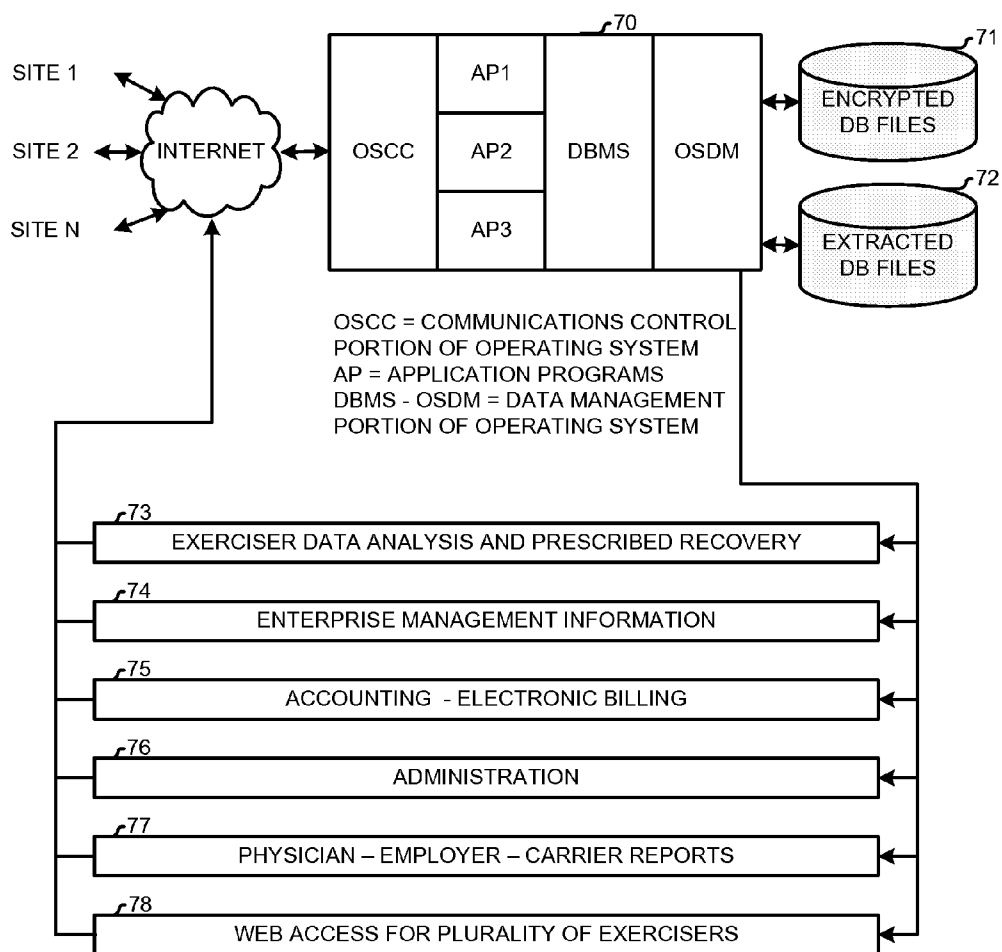 70
71
SITE 1
SITE 2
SITE N
INTERNET
OSCC
AP1
AP2
AP3
DBMS
OSDM
ENCRYPTED
DB FILES
72
EXTRACTED
DB FILES
OSCC = COMMUNICATIONS CONTROL
PORTION OF OPERATING SYSTEM
AP = APPLICATION PROGRAMS
DBMS - OSDM = DATA MANAGEMENT
PORTION OF OPERATING SYSTEM
73
EXERCISER DATA ANALYSIS AND PRESCRIBED RECOVERY
74
ENTERPRISE MANAGEMENT INFORMATION
75
ACCOUNTING - ELECTRONIC BILLING
76
ADMINISTRATION
77
PHYSICIAN – EMPLOYER – CARRIER REPORTS
78
WEB ACCESS FOR PLURALITY OF EXERCISERS